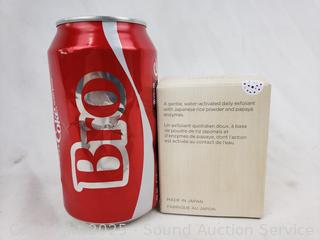 Coke
Bro
A gentle, water-activated daily exfoliant
with Japanese rice powder and papaya
enzymes.
Un exfoliant quotidien doux, à base
de poudre de riz japonais et
d'enzymes de papaye, dont l'action
est activée au contact de l'eau.
MADE IN JAPAN
FABRIQUÉ AU JAPON
2025 - Sound Auction Service